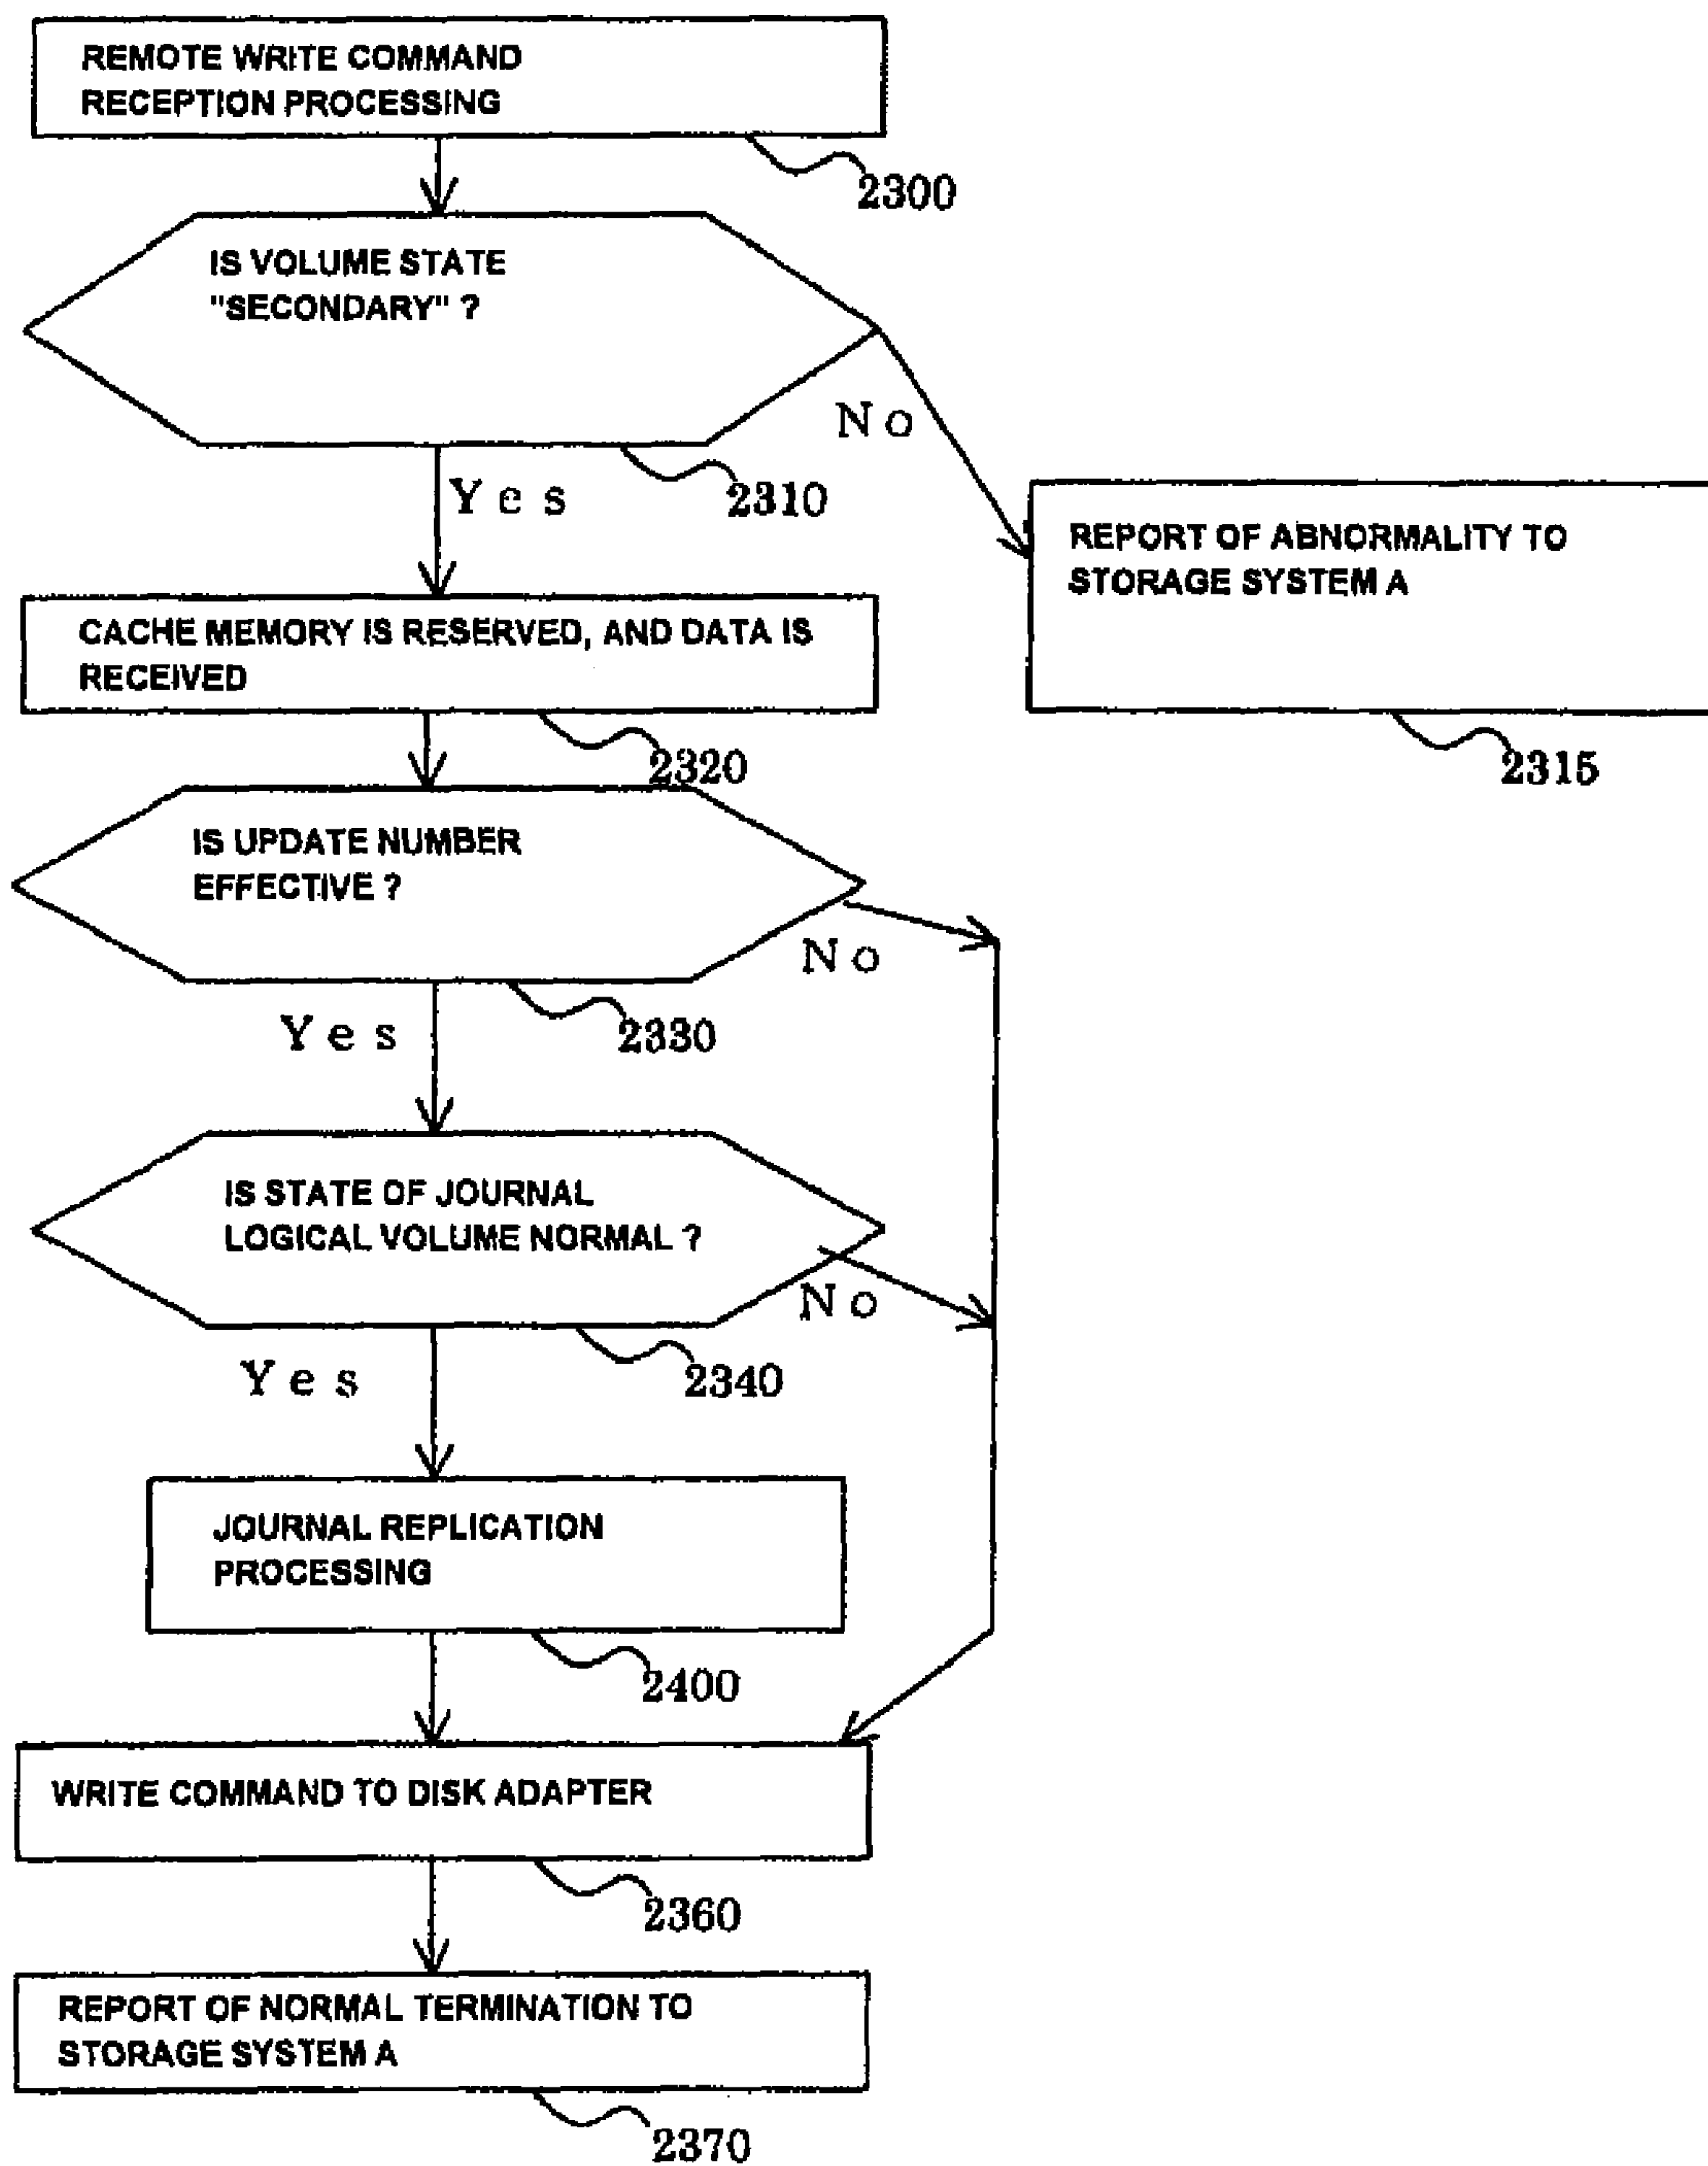 REMOTE WRITE COMMAND
RECEPTION PROCESSING
2300
IS VOLUME STATE
"SECONDARY" ?
No
Yes
2310
REPORT OF ABNORMALITY TO
STORAGE SYSTEM A
2315
CACHE MEMORY IS RESERVED, AND DATA IS
RECEIVED
2320
IS UPDATE NUMBER
EFFECTIVE ?
No
Yes
2330
IS STATE OF JOURNAL
LOGICAL VOLUME NORMAL ?
No
Yes
2340
JOURNAL REPLICATION
PROCESSING
2400
WRITE COMMAND TO DISK ADAPTER
2360
REPORT OF NORMAL TERMINATION TO
STORAGE SYSTEM A
2370